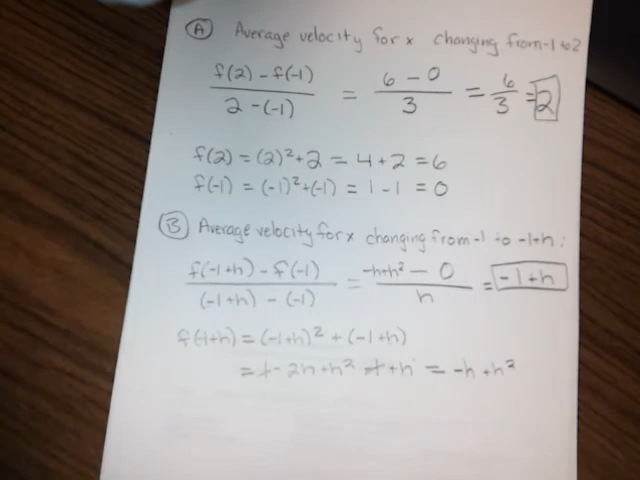 (A) Average velocity for x changing from -1 to 2
f(2) - f(-1) / 2 - (-1) = 6 - 0 / 3 = 6/3 = 2
f(2) = (2)² + 2 = 4 + 2 = 6
f(-1) = (-1)² + (-1) = 1 - 1 = 0
(B) Average velocity for x changing from -1 to -1+h:
f(-1+h) - f(-1) / (-1+h) - (-1) = -h+h² - 0 / h = -1+h
f(-1+h) = (-1+h)² + (-1+h)
= 1 - 2h + h² - 1 + h = -h + h²